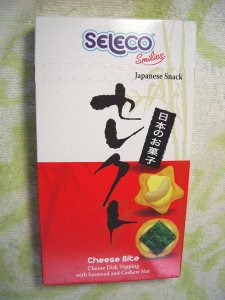 SELECO
Smilies
Japanese Snack
セレクト
日本のお菓子
Cheese Bite
Cheese Disk Topping
with Seaweed and Cashew Nut